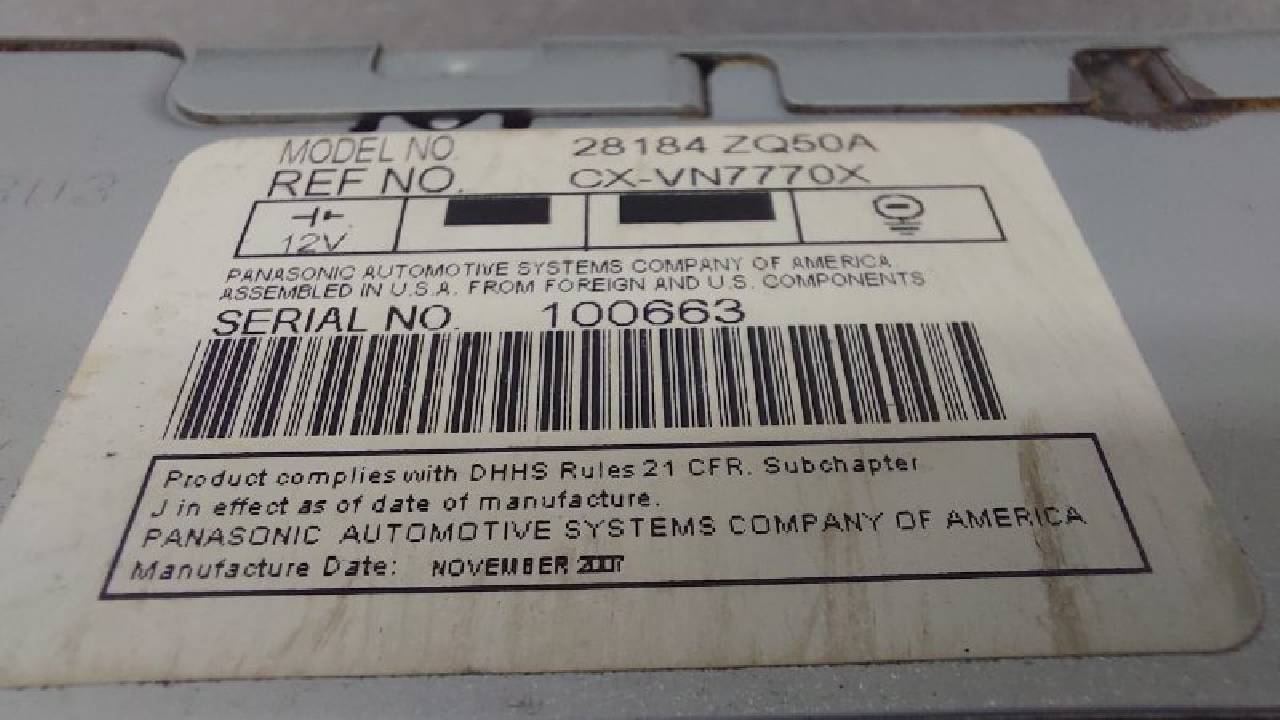 MODEL NO. 28184 ZQ50A
REF NO. CX-VN7770X
12V
PANASONIC AUTOMOTIVE SYSTEMS COMPANY OF AMERICA
ASSEMBLED IN U.S.A. FROM FOREIGN AND U.S. COMPONENTS
SERIAL NO. 100663
Product complies with DHHS Rules 21 CFR. Subchapter
J in effect as of date of manufacture.
PANASONIC AUTOMOTIVE SYSTEMS COMPANY OF AMERICA
Manufacture Date: NOVEMBER 2007